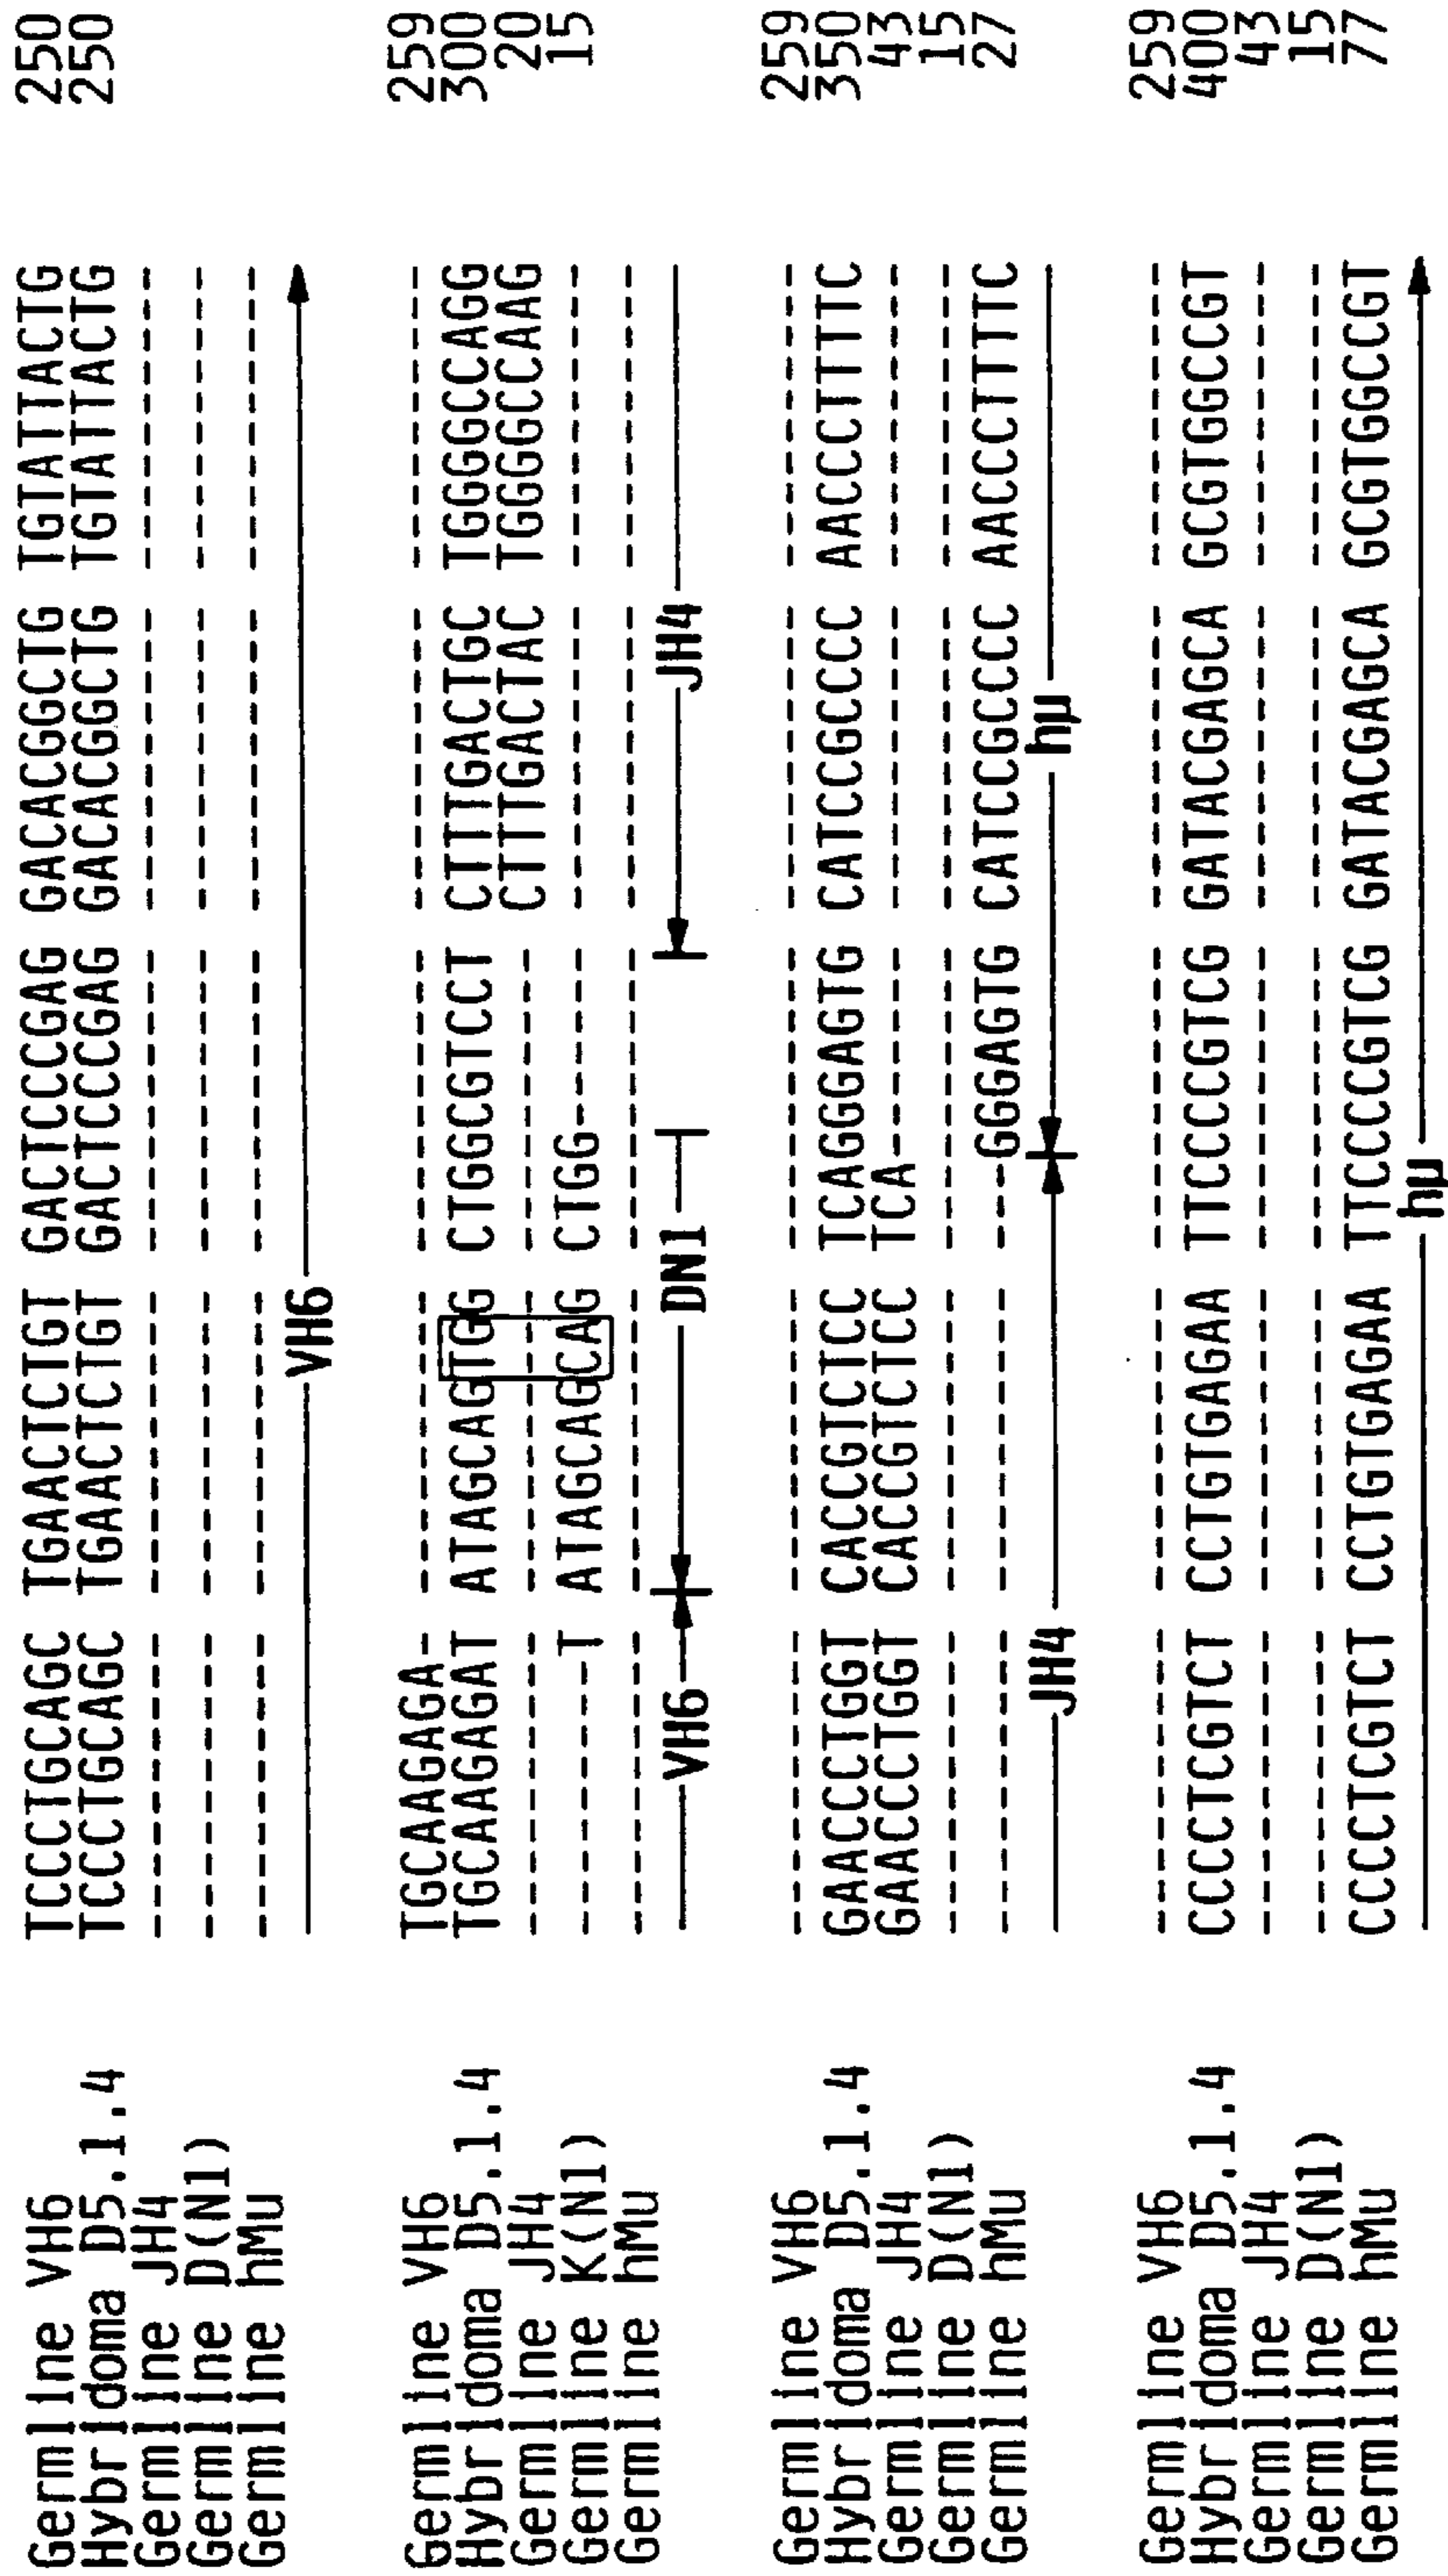 Germline VH6 TCCCTGCAGC TGAACTCTGT GACTCCCGAG GACACGGCTG TGTATTACTG 250
Hybridoma D5.1.4 TCCCTGCAGC TGAACTCTGT GACTCCCGAG GACACGGCTG TGTATTACTG 250
Germline JH4 ---------- ---------- ---------- ---------- ----------
Germline D(N1) ---------- ---------- ---------- ---------- ----------
Germline hMu ---------- ---------- ---------- ---------- ----------
VH6
Germline VH6 TGCAAGAGA- ---------- ---------- ---------- ---------- 259
Hybridoma D5.1.4 TGCAAGAGAT ATAGCAGTGG CTGGCGTCCT CTTTGACTGC TGGGGCCAGG 300
Germline JH4 ---------- ---------- ---------- CTTTGACTAC TGGGGCCAAG 20
Germline K(N1) ---------T ATAGCAGCAG CTGG------ ---------- ---------- 15
Germline hMu ---------- ---------- ---------- ---------- ----------
VH6 DN1 JH4
Germline VH6 ---------- ---------- ---------- ---------- ---------- 259
Hybridoma D5.1.4 GAACCCTGGT CACCGTCTCC TCAGGGAGTG CATCCGCCCC AACCCTTTTC 350
Germline JH4 GAACCCTGGT CACCGTCTCC TCA------- ---------- ---------- 43
Germline D(N1) ---------- ---------- ---------- ---------- ---------- 15
Germline hMu ---------- ---------- ---GGGAGTG CATCCGCCCC AACCCTTTTC 27
JH4 hμ
Germline VH6 ---------- ---------- ---------- ---------- ---------- 259
Hybridoma D5.1.4 CCCCTCGTCT CCTGTGAGAA TTCCCCGTCG GATACGAGCA GCGTGGCCGT 400
Germline JH4 ---------- ---------- ---------- ---------- ---------- 43
Germline D(N1) ---------- ---------- ---------- ---------- ---------- 15
Germline hMu CCCCTCGTCT CCTGTGAGAA TTCCCCGTCG GATACGAGCA GCGTGGCCGT 77
hμ